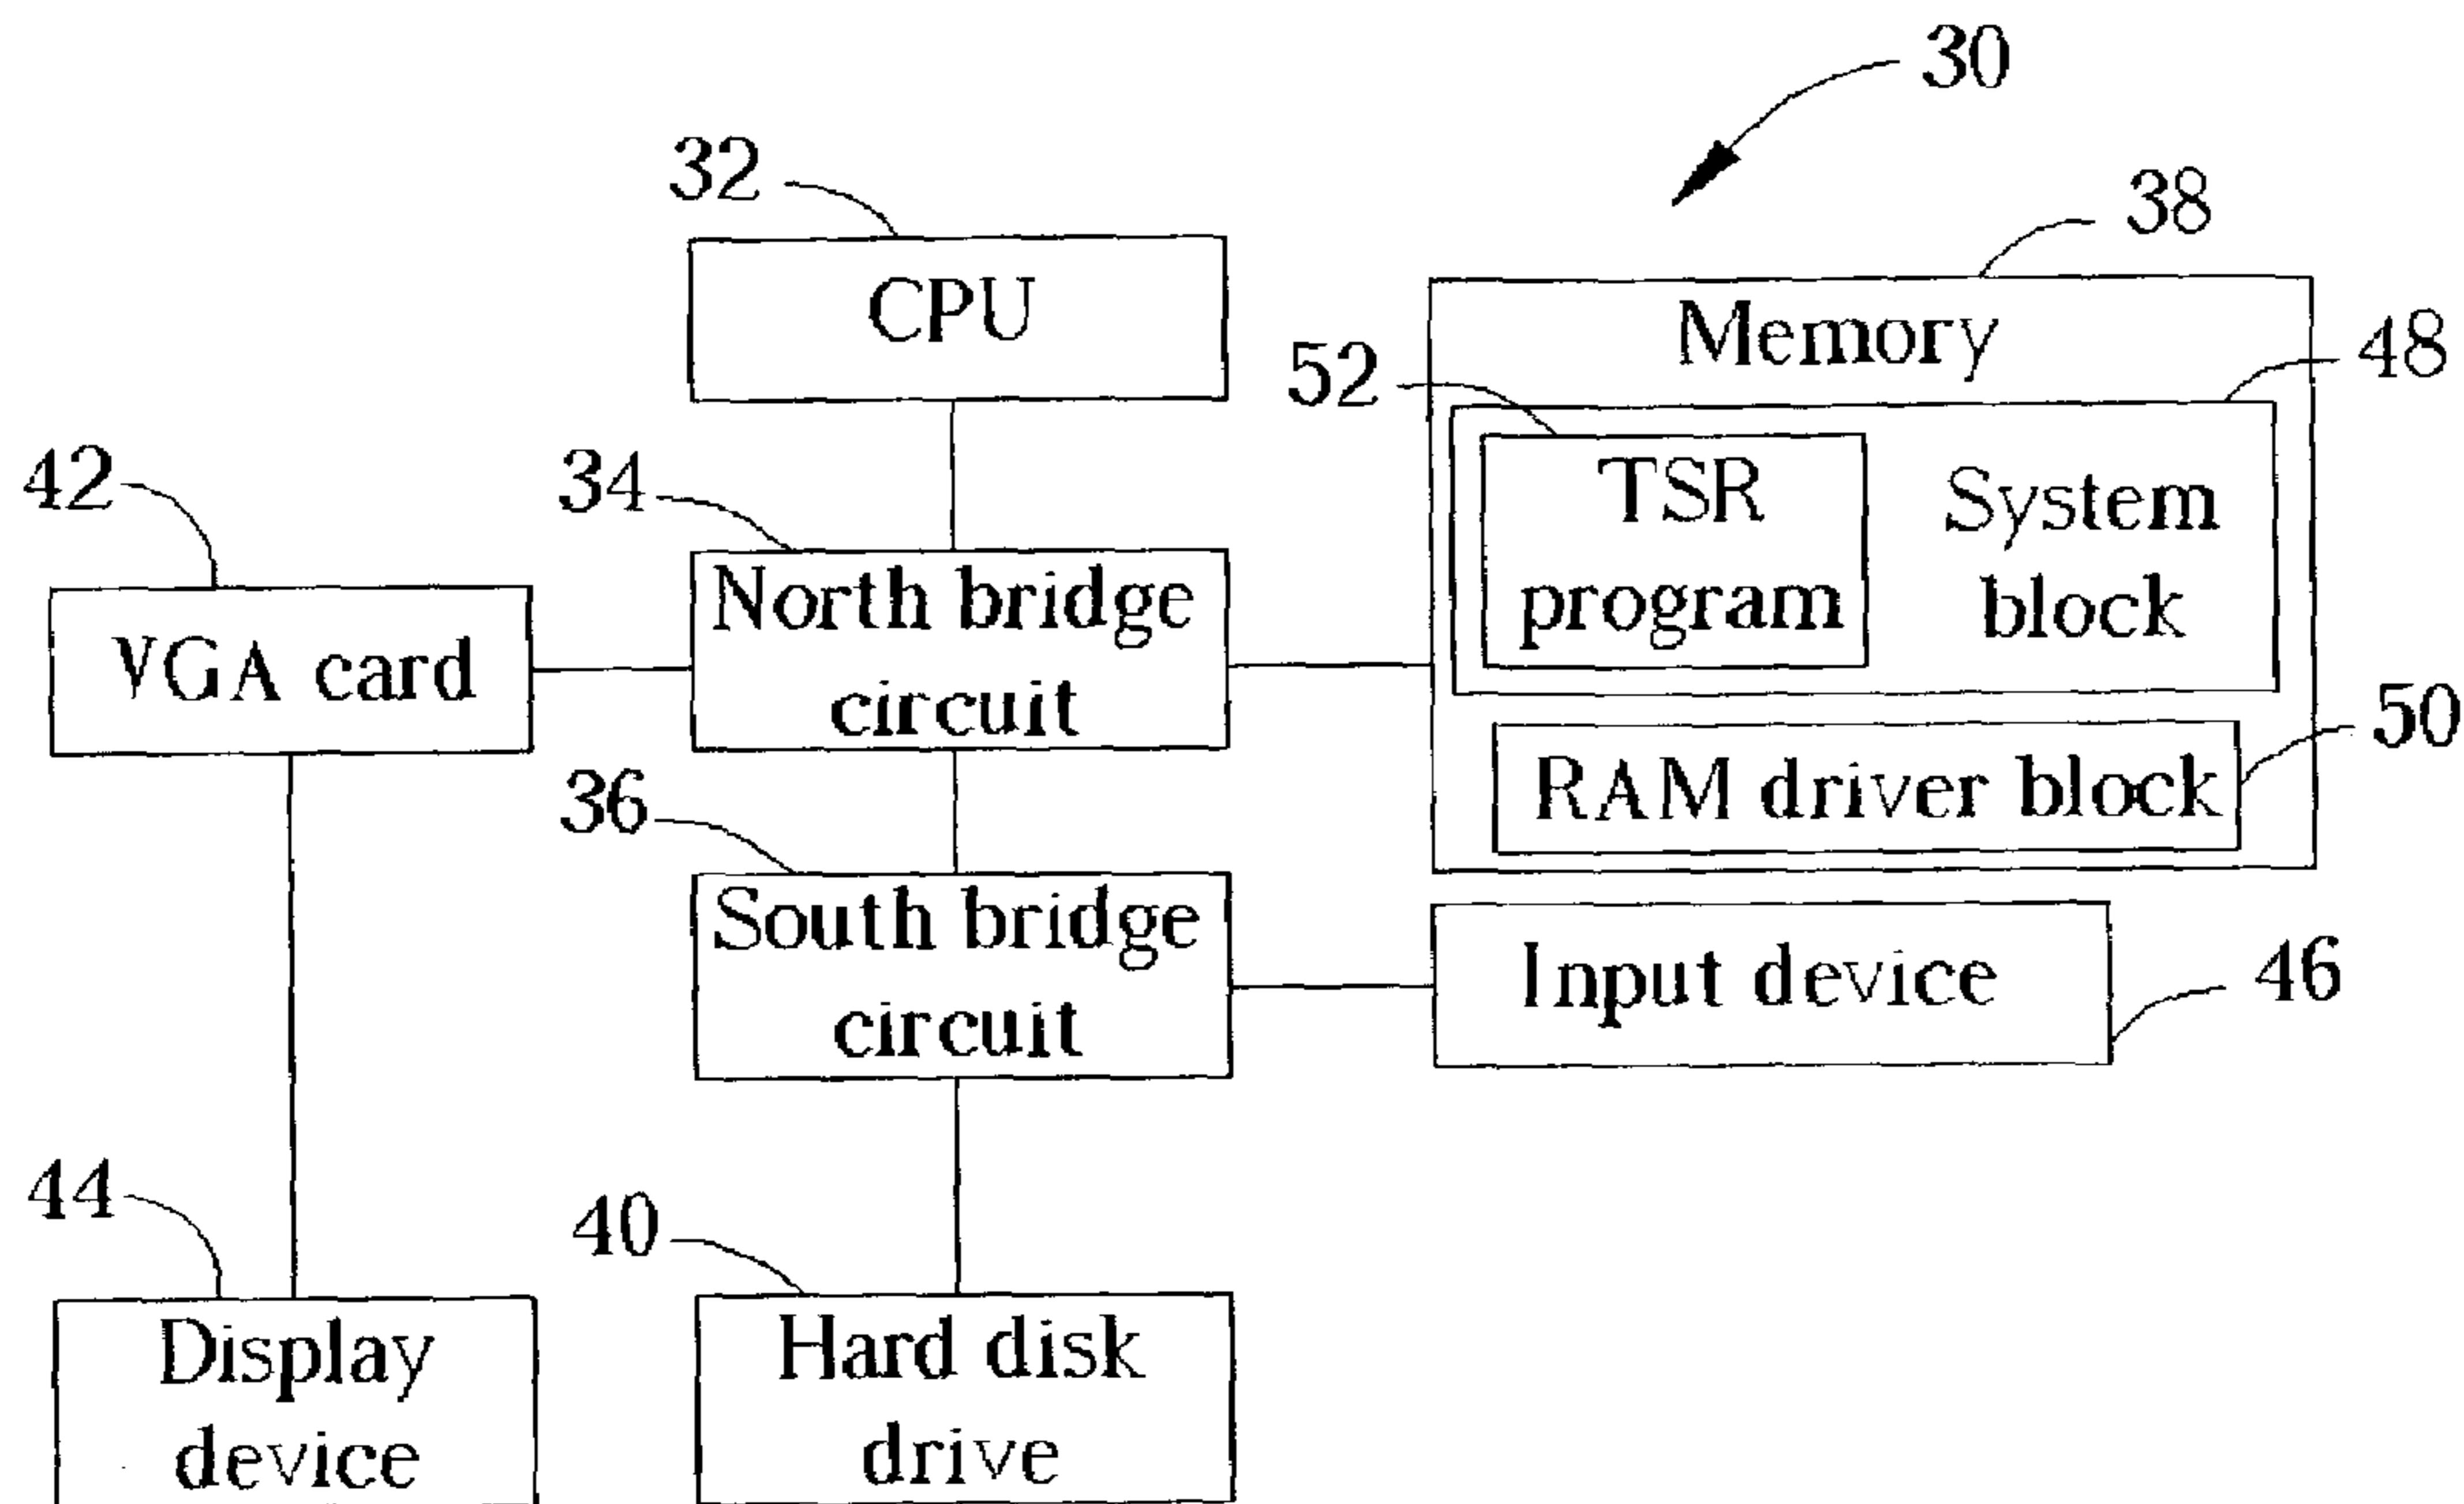 30
32
38
CPU
Memory
48
52
42
34
TSR
program
System
block
North bridge
circuit
VGA card
50
36
RAM driver block
South bridge
circuit
Input device
46
44
40
Display
device
Hard disk
drive